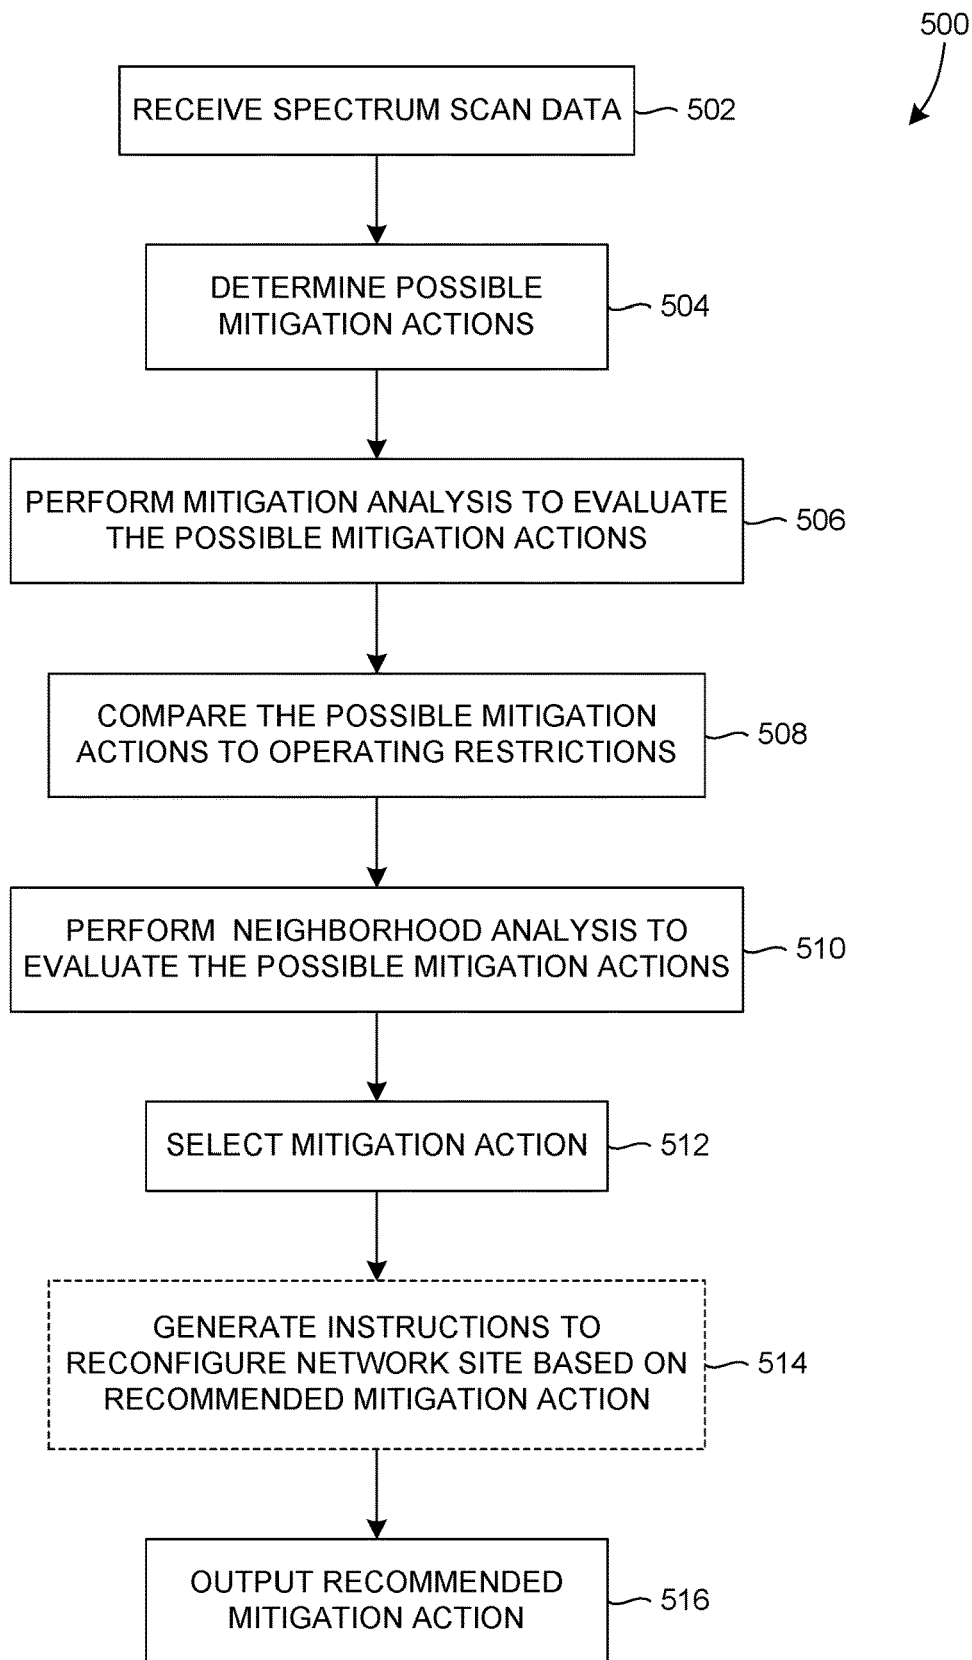 500
RECEIVE SPECTRUM SCAN DATA
502
DETERMINE POSSIBLE
MITIGATION ACTIONS
504
PERFORM MITIGATION ANALYSIS TO EVALUATE
THE POSSIBLE MITIGATION ACTIONS
506
COMPARE THE POSSIBLE MITIGATION
ACTIONS TO OPERATING RESTRICTIONS
508
PERFORM NEIGHBORHOOD ANALYSIS TO
EVALUATE THE POSSIBLE MITIGATION ACTIONS
510
SELECT MITIGATION ACTION
512
GENERATE INSTRUCTIONS TO
RECONFIGURE NETWORK SITE BASED ON
RECOMMENDED MITIGATION ACTION
514
OUTPUT RECOMMENDED
MITIGATION ACTION
516